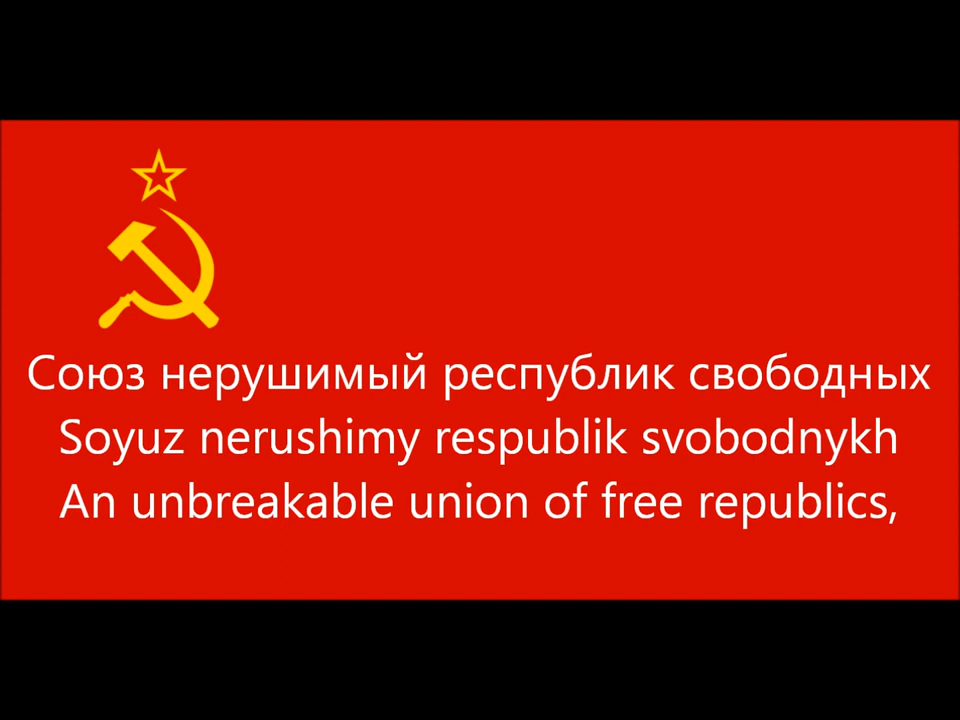 Союз нерушимый республик свободных
Soyuz nerushimy respublik svobodnykh
An unbreakable union of free republics,